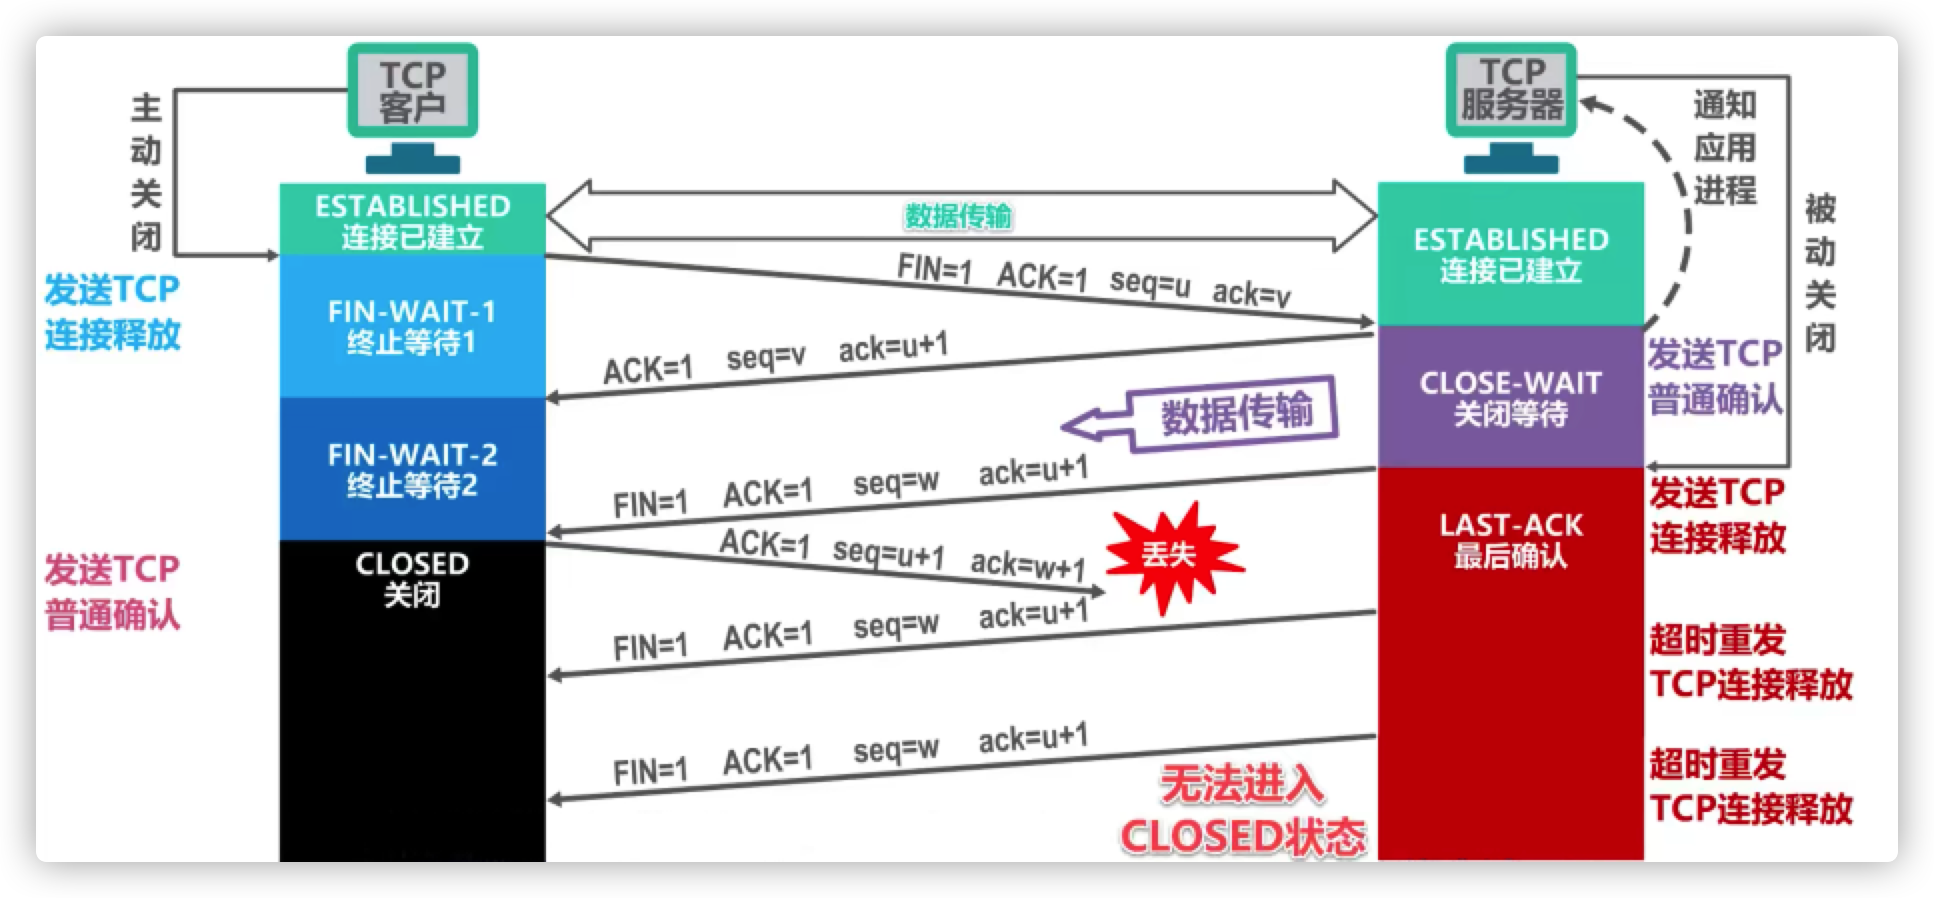 TCP
客户
TCP
服务器
主
动
关
闭
通知
应用
进程
被
动
关
闭
ESTABLISHED
连接已建立
数据传输
ESTABLISHED
连接已建立
发送TCP
连接释放
FIN=1 ACK=1 seq=u ack=v
FIN-WAIT-1
终止等待1
ACK=1 seq=v ack=u+1
CLOSE-WAIT
关闭等待
发送TCP
普通确认
数据传输
FIN-WAIT-2
终止等待2
FIN=1 ACK=1 seq=w ack=u+1
发送TCP
连接释放
LAST-ACK
最后确认
发送TCP
普通确认
CLOSED
关闭
ACK=1 seq=u+1 ack=w+1
丢失
FIN=1 ACK=1 seq=w ack=u+1
超时重发
TCP连接释放
FIN=1 ACK=1 seq=w ack=u+1
超时重发
TCP连接释放
无法进入
CLOSED状态